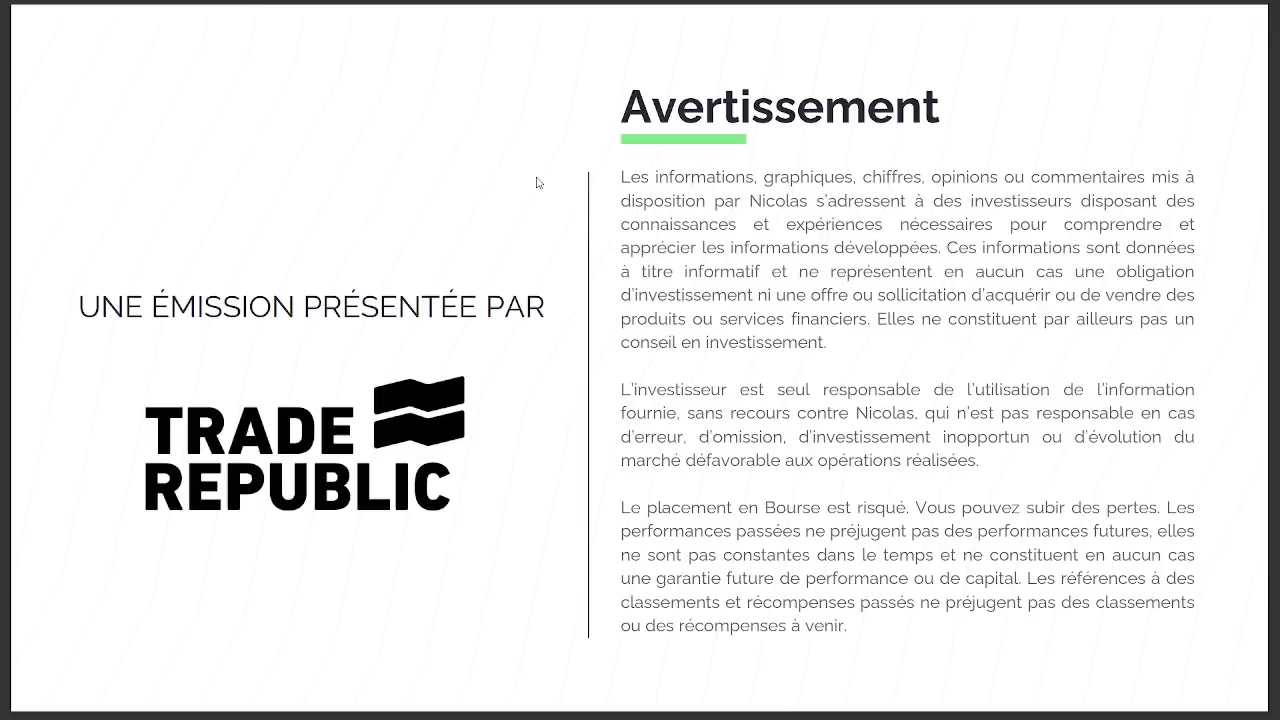 UNE ÉMISSION PRÉSENTÉE PAR
TRADE
REPUBLIC
Avertissement
Les informations, graphiques, chiffres, opinions ou commentaires mis à
disposition par Nicolas s'adressent à des investisseurs disposant des
connaissances et expériences nécessaires pour comprendre et
apprécier les informations développées. Ces informations sont données
à titre informatif et ne représentent en aucun cas une obligation
d'investissement ni une offre ou sollicitation d'acquérir ou de vendre des
produits ou services financiers. Elles ne constituent par ailleurs pas un
conseil en investissement.
L'investisseur est seul responsable de l'utilisation de l'information
fournie, sans recours contre Nicolas, qui n'est pas responsable en cas
d'erreur, d'omission, d'investissement inopportun ou d'évolution du
marché défavorable aux opérations réalisées.
Le placement en Bourse est risqué. Vous pouvez subir des pertes. Les
performances passées ne préjugent pas des performances futures, elles
ne sont pas constantes dans le temps et ne constituent en aucun cas
une garantie future de performance ou de capital. Les références à des
classements et récompenses passés ne préjugent pas des classements
ou des récompenses à venir.